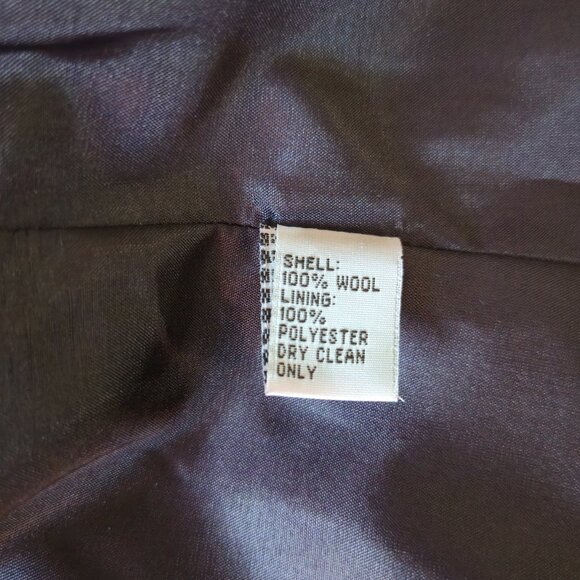 SHELL:
100% WOOL
LINING:
100%
POLYESTER
DRY CLEAN
ONLY